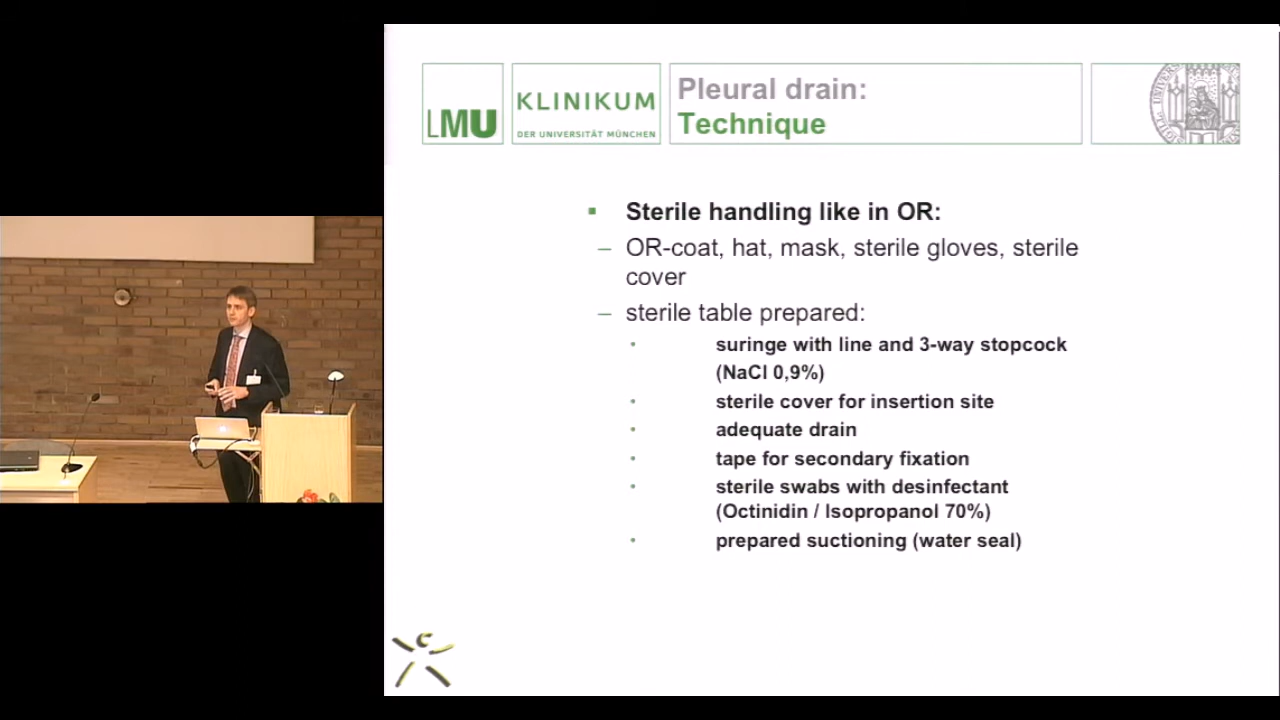 LMU
KLINIKUM
DER UNIVERSITÄT MÜNCHEN
Pleural drain:
Technique
▪ Sterile handling like in OR:
– OR-coat, hat, mask, sterile gloves, sterile
cover
– sterile table prepared:
• suringe with line and 3-way stopcock
(NaCl 0,9%)
• sterile cover for insertion site
• adequate drain
• tape for secondary fixation
• sterile swabs with desinfectant
(Octinidin / Isopropanol 70%)
• prepared suctioning (water seal)